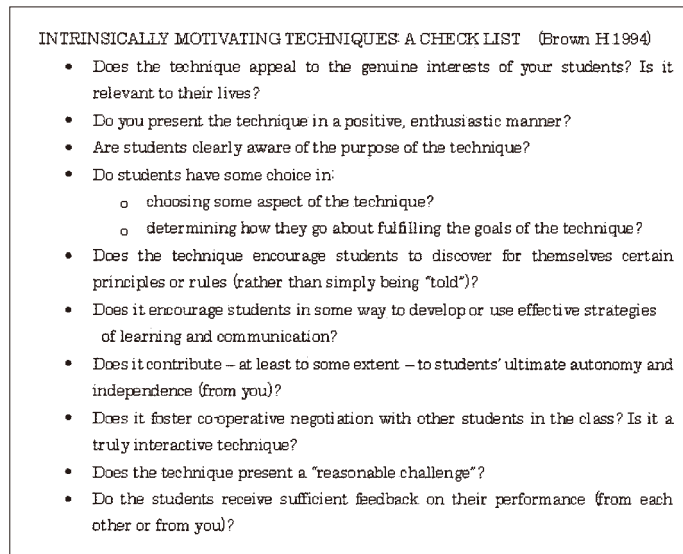 INTRINSICALLY MOTIVATING TECHNIQUES: A CHECK LIST (Brown H 1994)
• Does the technique appeal to the genuine interests of your students? Is it
relevant to their lives?
• Do you present the technique in a positive, enthusiastic manner?
• Are students clearly aware of the purpose of the technique?
• Do students have some choice in:
o choosing some aspect of the technique?
o determining how they go about fulfilling the goals of the technique?
• Does the technique encourage students to discover for themselves certain
principles or rules (rather than simply being "told")?
• Does it encourage students in some way to develop or use effective strategies
of learning and communication?
• Does it contribute – at least to some extent – to students' ultimate autonomy and
independence (from you)?
• Does it foster co-operative negotiation with other students in the class? Is it a
truly interactive technique?
• Does the technique present a "reasonable challenge"?
• Do the students receive sufficient feedback on their performance (from each
other or from you)?